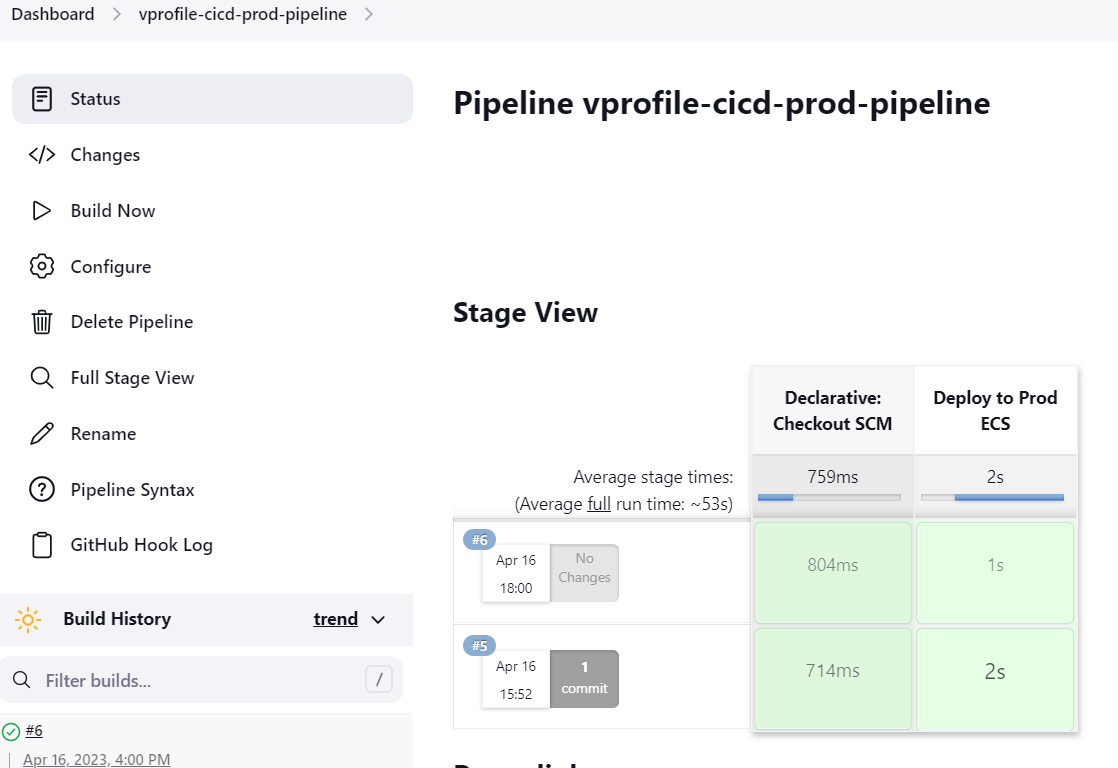 Dashboard > vprofile-cicd-prod-pipeline >
Status
Changes
Build Now
Configure
Delete Pipeline
Full Stage View
Rename
Pipeline Syntax
GitHub Hook Log
Build History trend
Filter builds... /
#6
Apr 16, 2023, 4:00 PM
Pipeline vprofile-cicd-prod-pipeline
Stage View
Declarative: Deploy to Prod
Checkout SCM ECS
Average stage times: 759ms 2s
(Average full run time: ~53s)
#6
Apr 16 No
18:00 Changes
804ms 1s
#5
Apr 16 1
15:52 commit
714ms 2s